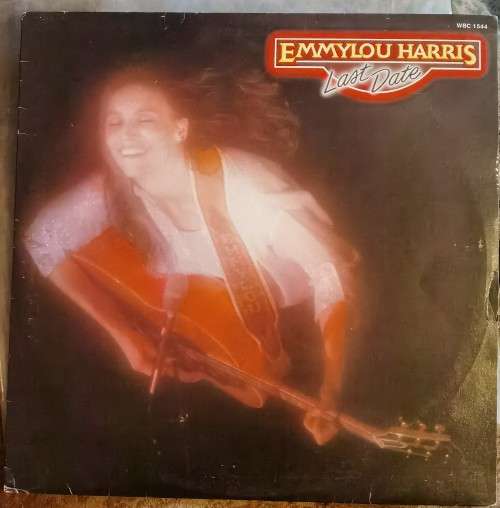 WBC 1544
EMMYLOU HARRIS
Last Date